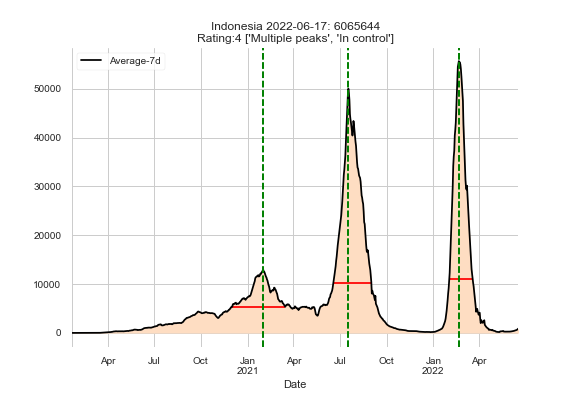 Indonesia 2022-06-17: 6065644
Rating:4 ['Multiple peaks', 'In control']
Average-7d
50000
40000
30000
20000
10000
0
Apr
Jul
Oct
Jan
2021
Apr
Jul
Oct
Jan
2022
Apr
Date